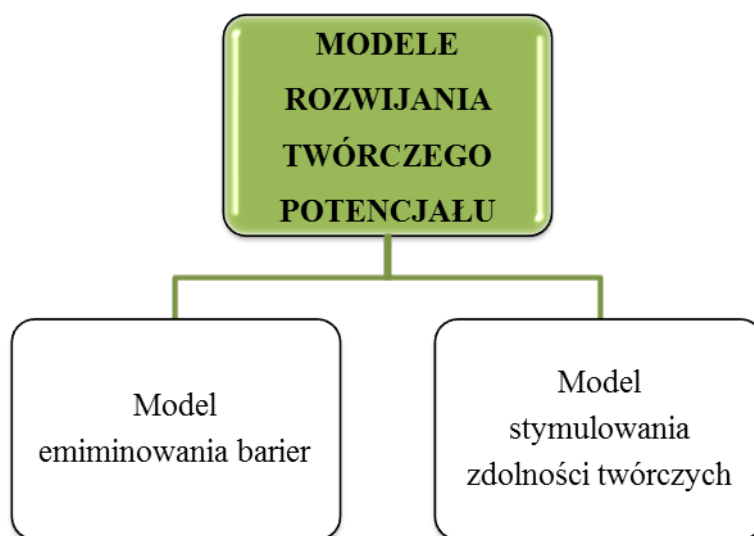 MODELE
ROZWIJANIA
TWÓRCZEGO
POTENCJAŁU
Model
emiminowania barier
Model
stymulowania
zdolności twórczych